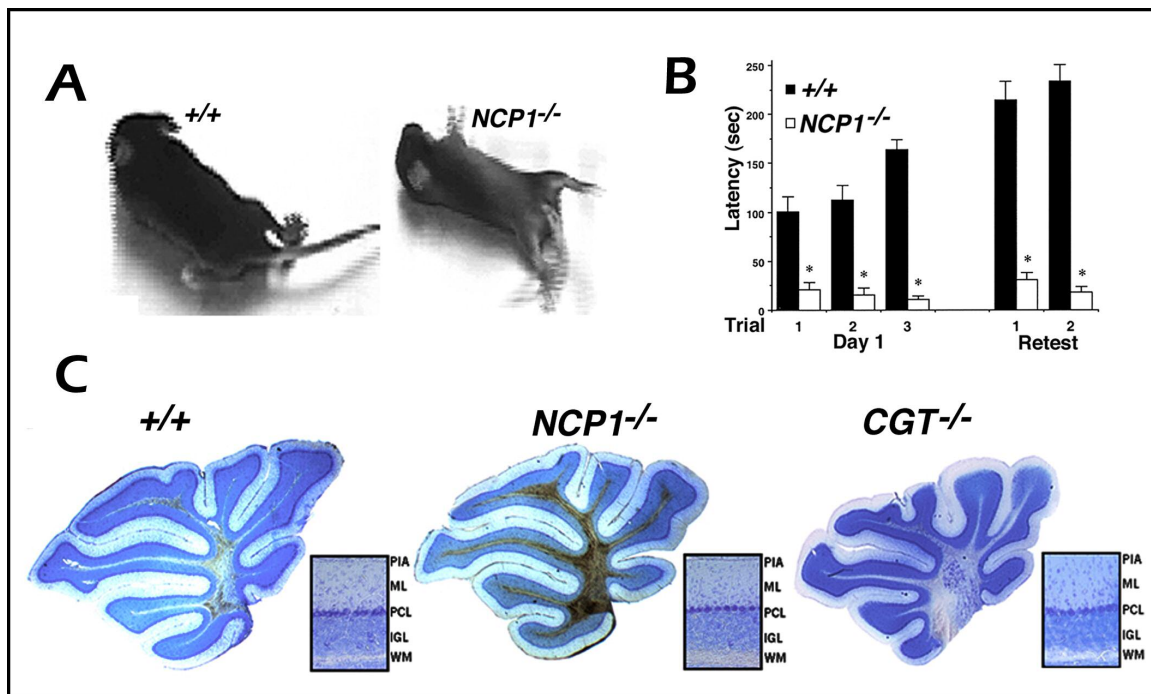 A
+/+
NCP1-/-
B
Latency (sec)
250
200
150
100
50
0
+/+
NCP1-/-
*
*
*
*
*
Trial
1
2
3
1
2
Day 1
Retest
C
+/+
NCP1-/-
CGT-/-
PIA
ML
PCL
IGL
WM
PIA
ML
PCL
IGL
WM
PIA
ML
PCL
IGL
WM